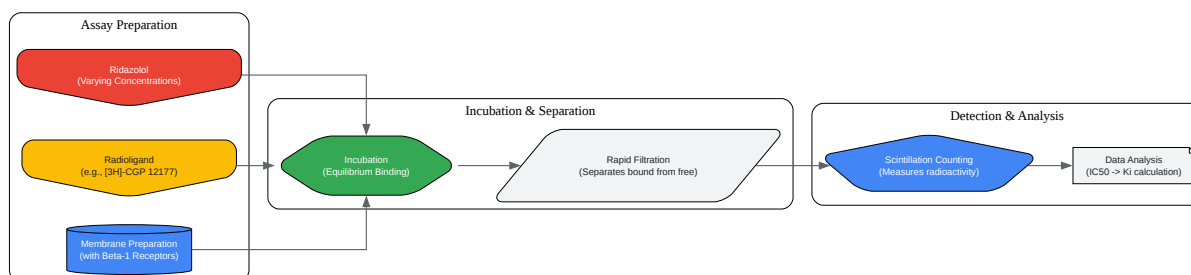 Assay Preparation
Ridazolol
(Varying Concentrations)
Radioligand
(e.g., [3H]-CGP 12177)
Membrane Preparation
(with Beta-1 Receptors)
Incubation & Separation
Incubation
(Equilibrium Binding)
Rapid Filtration
(Separates bound from free)
Detection & Analysis
Scintillation Counting
(Measures radioactivity)
Data Analysis
(IC50 -> Ki calculation)